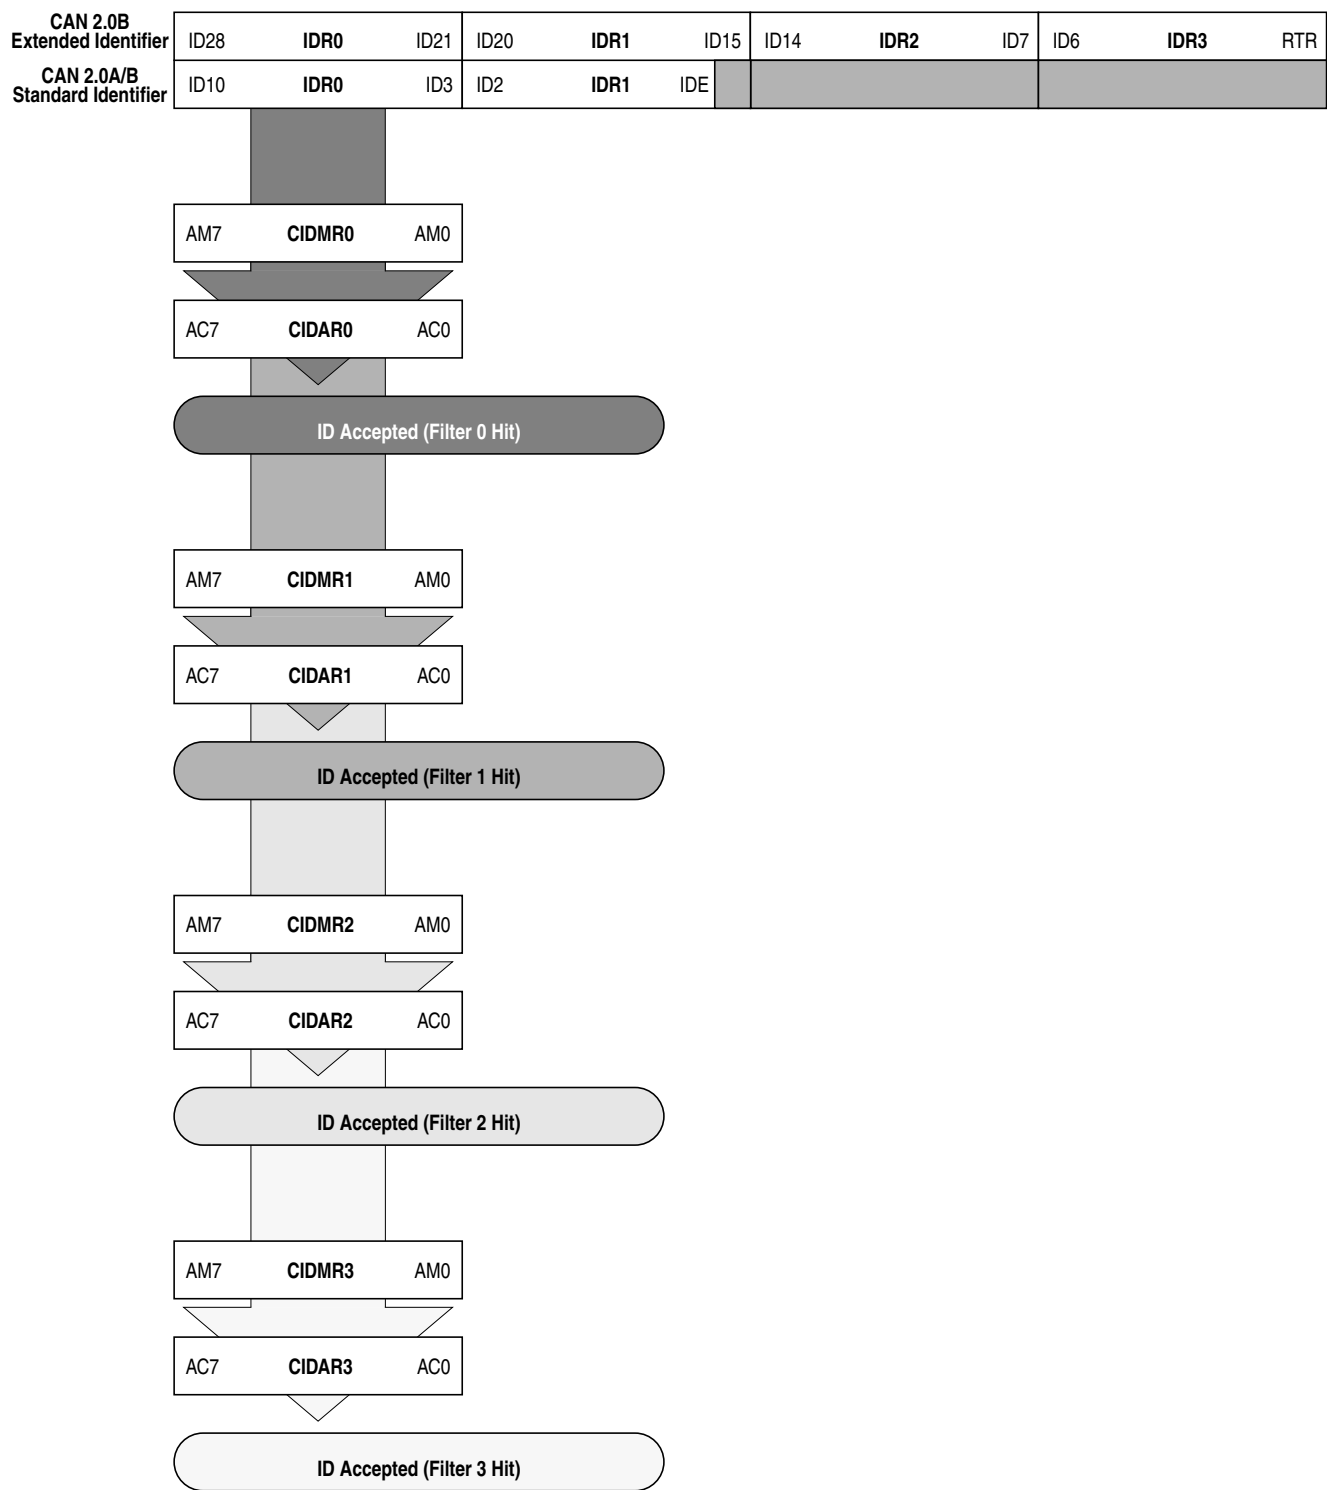 CAN 2.0B
Extended Identifier
ID28 IDR0 ID21 ID20 IDR1 ID15 ID14 IDR2 ID7 ID6 IDR3 RTR
CAN 2.0A/B
Standard Identifier
ID10 IDR0 ID3 ID2 IDR1 IDE
AM7 CIDMR0 AM0
AC7 CIDAR0 AC0
ID Accepted (Filter 0 Hit)
AM7 CIDMR1 AM0
AC7 CIDAR1 AC0
ID Accepted (Filter 1 Hit)
AM7 CIDMR2 AM0
AC7 CIDAR2 AC0
ID Accepted (Filter 2 Hit)
AM7 CIDMR3 AM0
AC7 CIDAR3 AC0
ID Accepted (Filter 3 Hit)